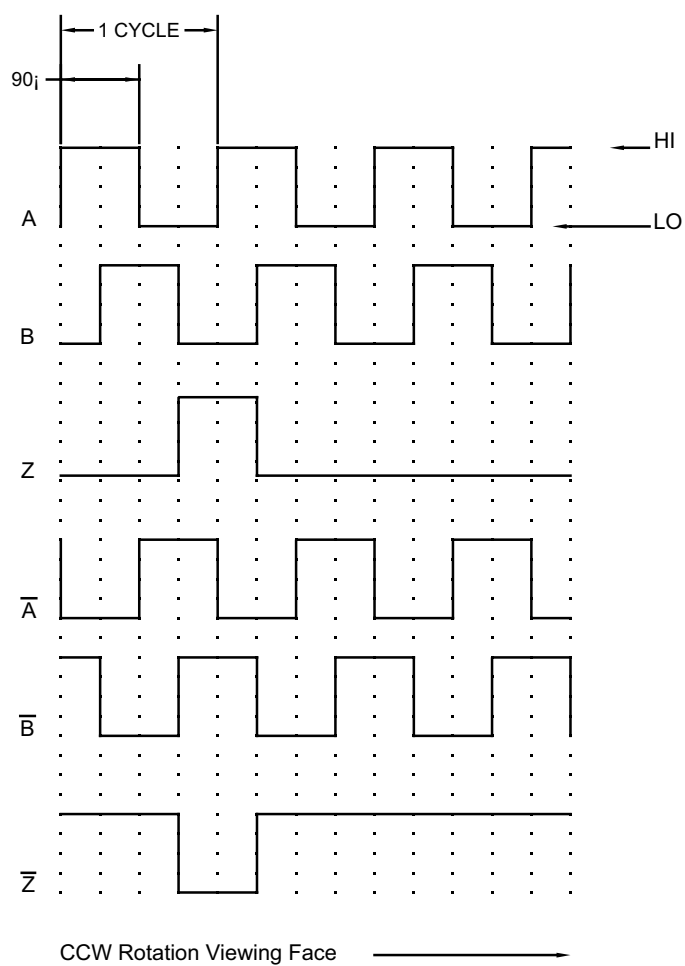 1 CYCLE
90¡
HI
A
LO
B
Z
A̅
B̅
Z̅
CCW Rotation Viewing Face